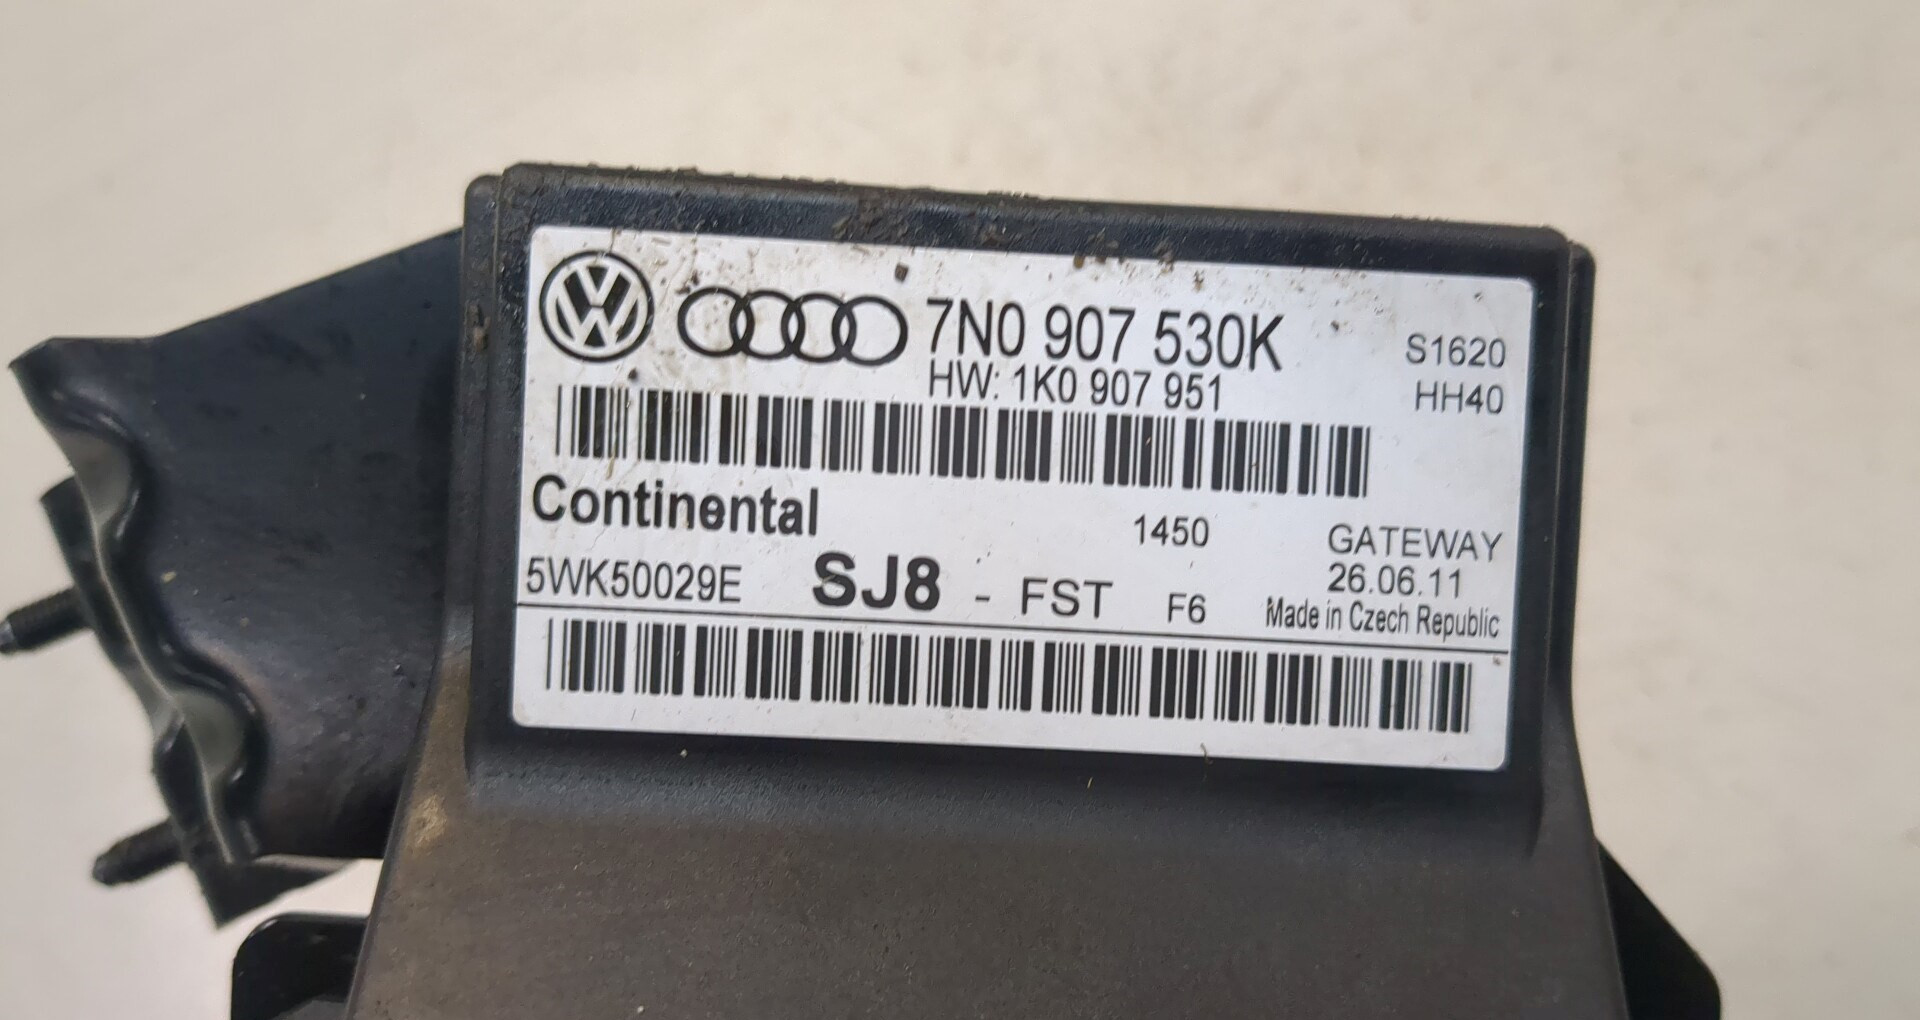 7N0 907 530K
HW: 1K0 907 951
S1620
HH40
Continental
1450
GATEWAY
5WK50029E
SJ8 - FST F6
26.06.11
Made in Czech Republic